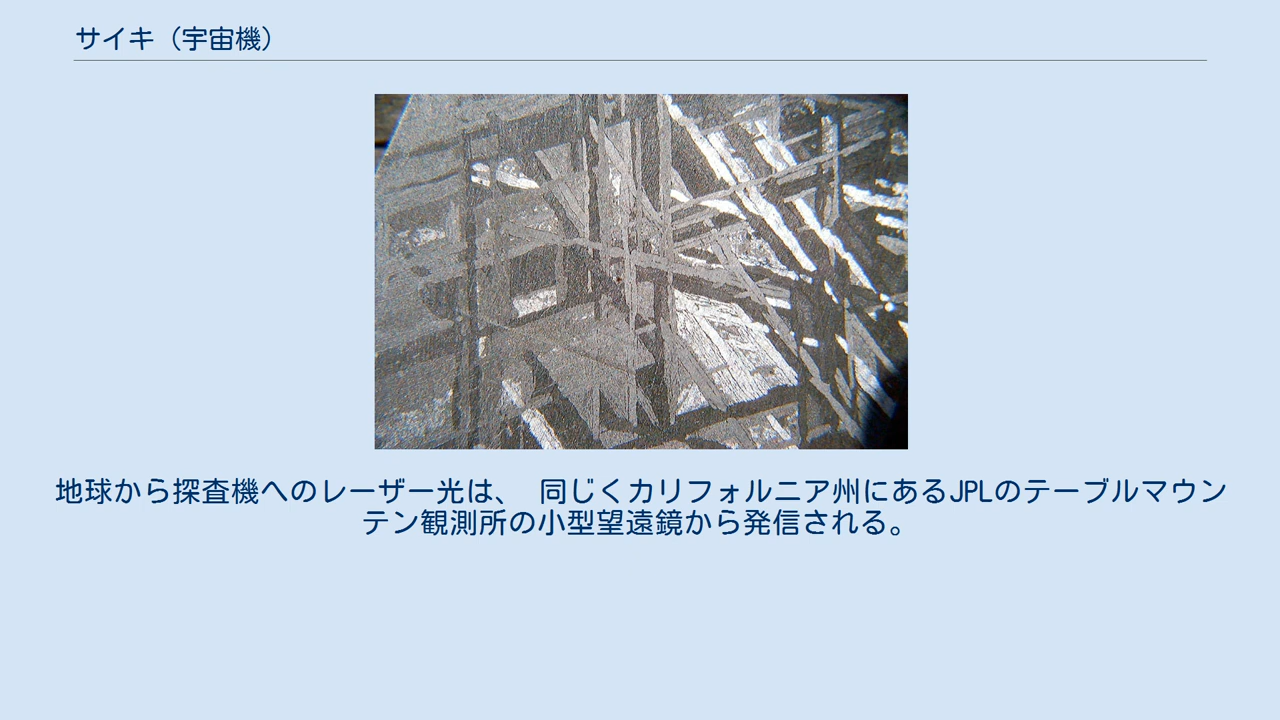 サイキ（宇宙機）
地球から探査機へのレーザー光は、 同じくカリフォルニア州にあるJPLのテーブルマウン
テン観測所の小型望遠鏡から発信される。